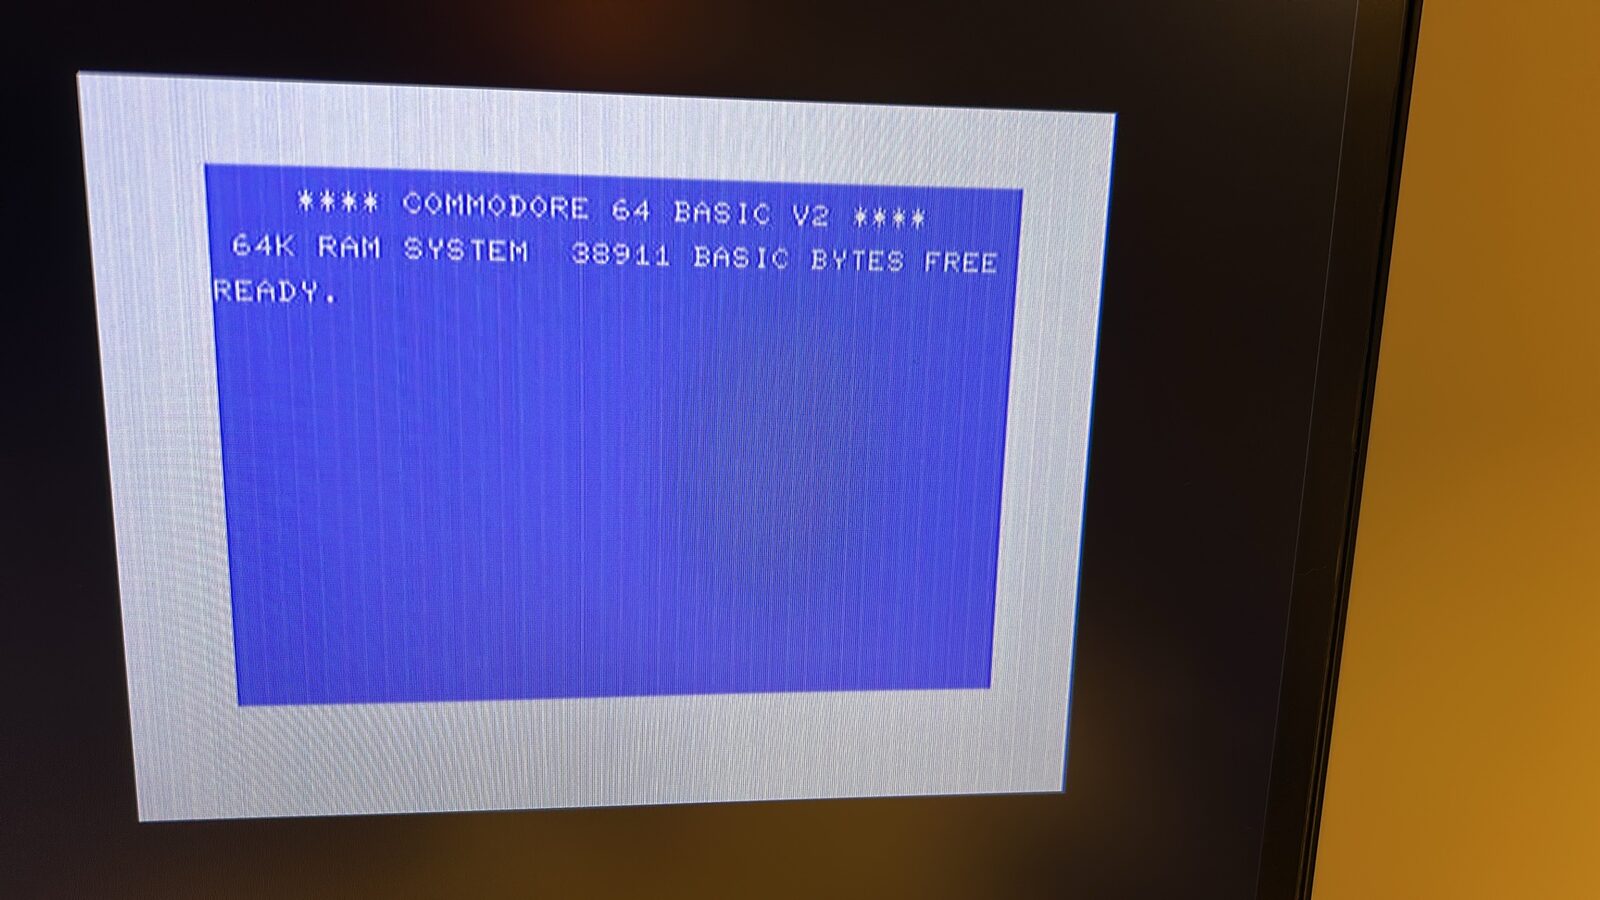 **** COMMODORE 64 BASIC V2 ****
64K RAM SYSTEM  38911 BASIC BYTES FREE
READY.